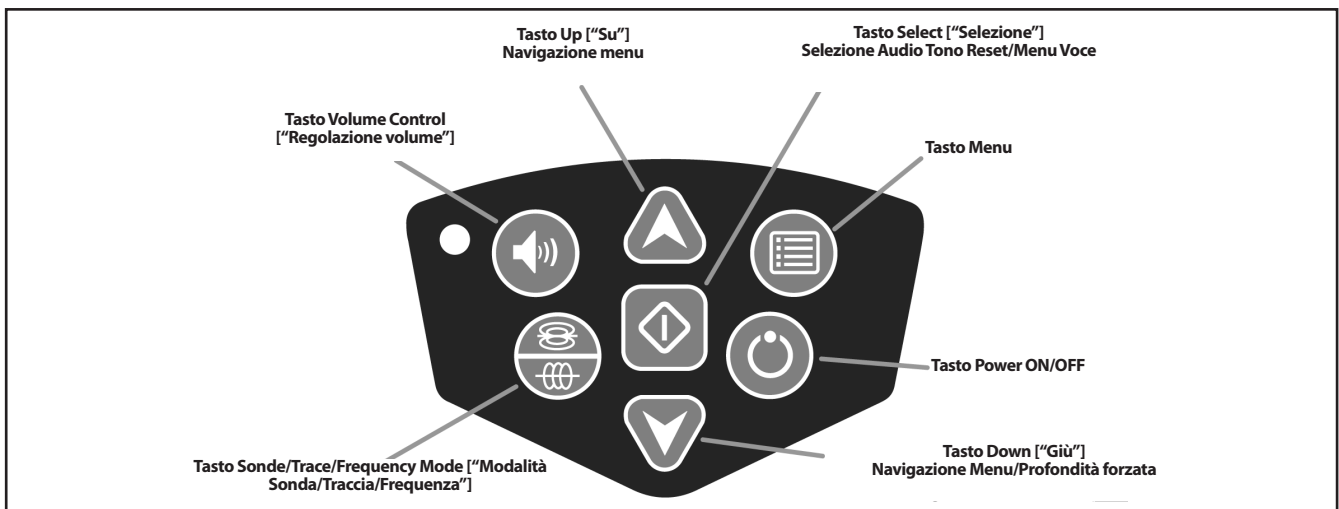 Tasto Up [“Su”]
Navigazione menu
Tasto Select [“Selezione”]
Selezione Audio Tono Reset/Menu Voce
Tasto Volume Control
[“Regolazione volume”]
Tasto Menu
Tasto Power ON/OFF
Tasto Sonde/Trace/Frequency Mode [“Modalità
Sonda/Traccia/Frequenza”]
Tasto Down [“Giù”]
Navigazione Menu/Profondità forzata